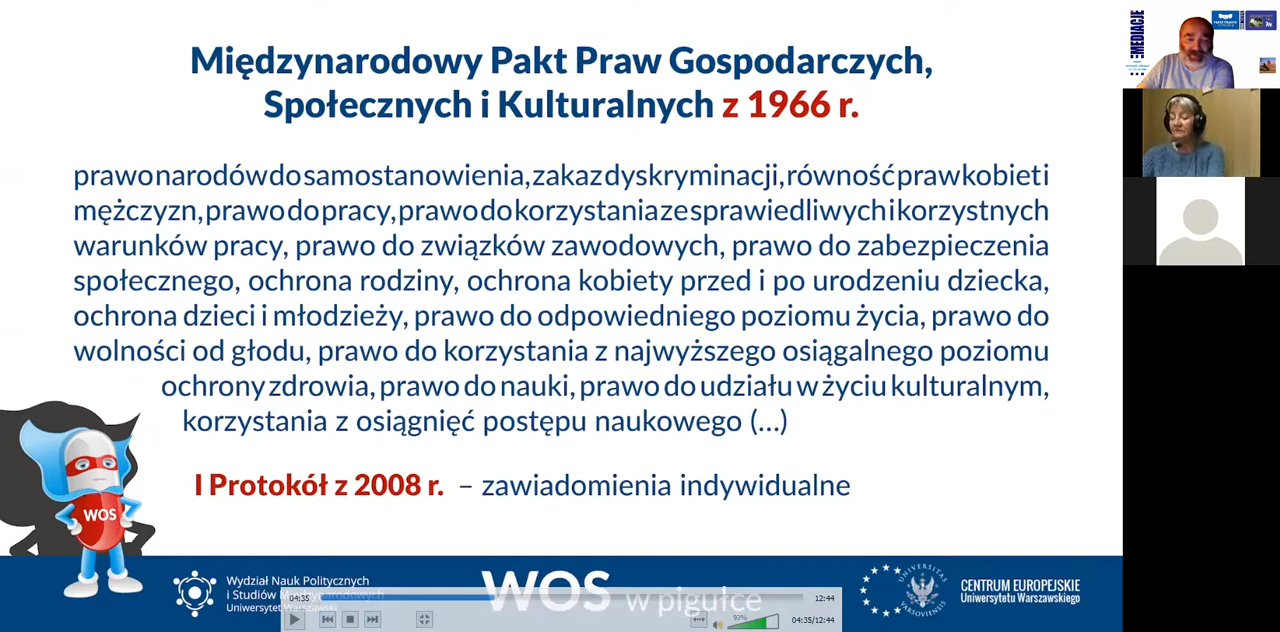 Międzynarodowy Pakt Praw Gospodarczych,
Społecznych i Kulturalnych z 1966 r.
prawo narodów do samostanowienia, zakaz dyskryminacji, równość praw kobiet i
mężczyzn, prawo do pracy, prawo do korzystania ze sprawiedliwych i korzystnych
warunków pracy, prawo do związków zawodowych, prawo do zabezpieczenia
społecznego, ochrona rodziny, ochrona kobiety przed i po urodzeniu dziecka,
ochrona dzieci i młodzieży, prawo do odpowiedniego poziomu życia, prawo do
wolności od głodu, prawo do korzystania z najwyższego osiągalnego poziomu
ochrony zdrowia, prawo do nauki, prawo do udziału w życiu kulturalnym,
korzystania z osiągnięć postępu naukowego (...)
I Protokół z 2008 r. – zawiadomienia indywidualne
WOS
Wydział Nauk Politycznych
i Studiów Międzynarodowych
Uniwersytet Warszawski
WOS w pigułce
UNIVERSITAS
VARSOVIENSIS
CENTRUM EUROPEJSKIE
Uniwersytetu Warszawskiego
04:35
12:44
93%
04:35/12:44
MEDIACJE